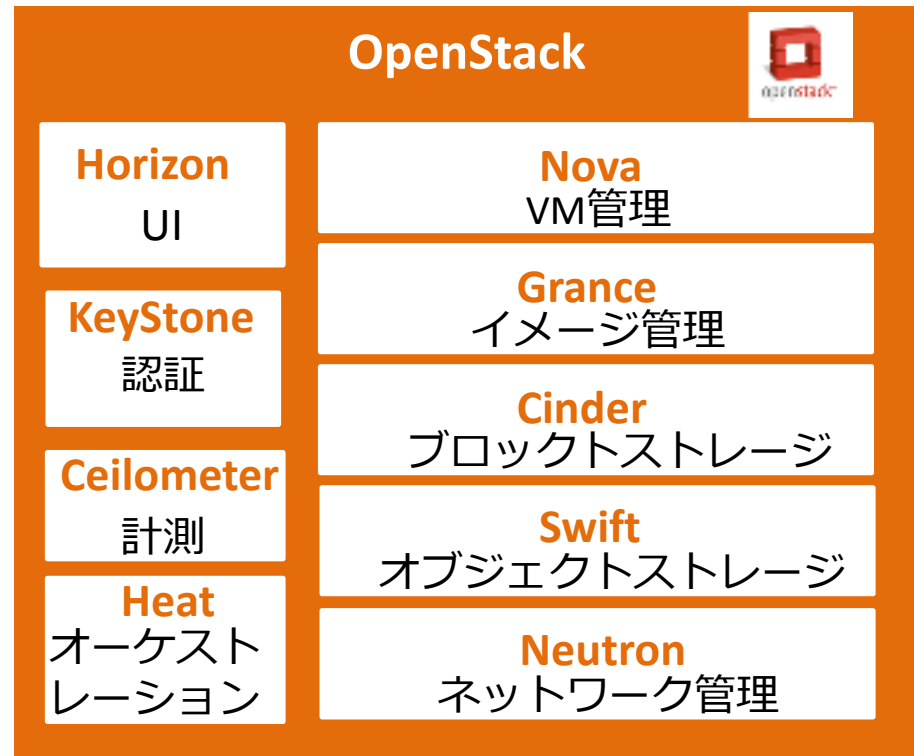 OpenStack
openstack
Horizon
UI
KeyStone
認証
Ceilometer
計測
Heat
オーケスト
レーション
Nova
VM管理
Grance
イメージ管理
Cinder
ブロックトストレージ
Swift
オブジェクトストレージ
Neutron
ネットワーク管理